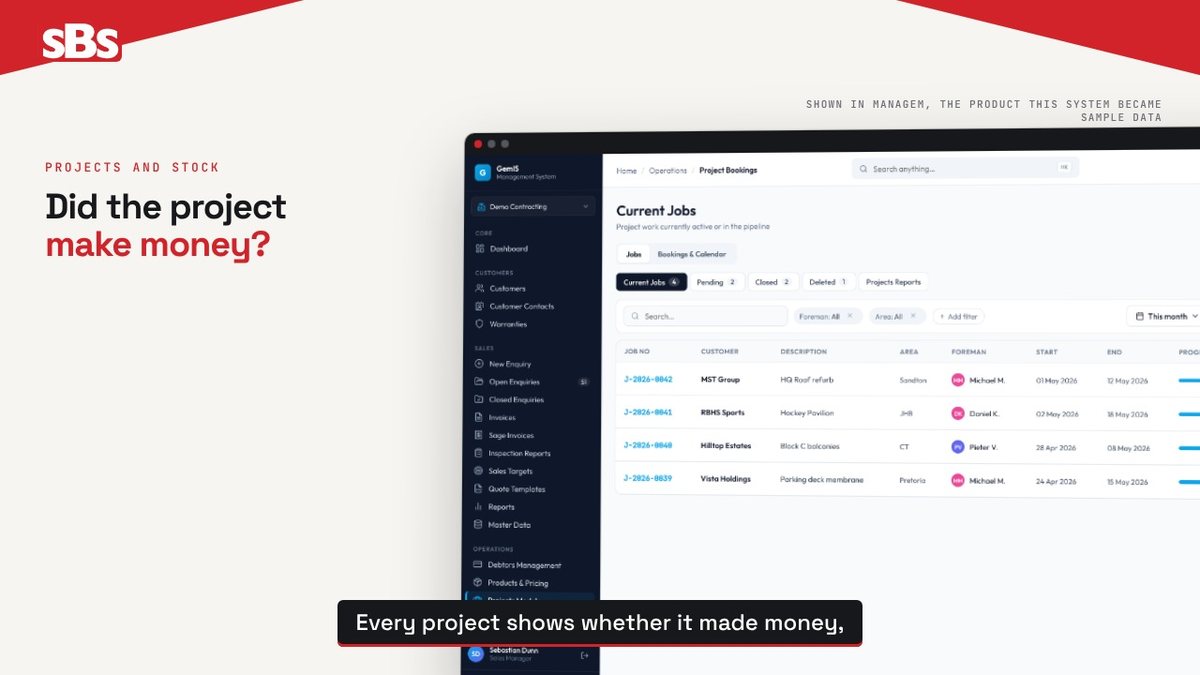 sBs
SHOWN IN MANAGEM, THE PRODUCT THIS SYSTEM BECAME
SAMPLE DATA
PROJECTS AND STOCK
Did the project
make money?
G
GemIS
Management System
Demo Contracting
CORE
Dashboard
CUSTOMERS
Customers
Customer Contacts
Warranties
SALES
New Enquiry
Open Enquiries 51
Closed Enquiries
Invoices
Sage Invoices
Inspection Reports
Sales Targets
Quote Templates
Reports
Master Data
OPERATIONS
Debtors Management
Products & Pricing
SD
Sebastian Dunn
Sales Manager
Home / Operations / Project Bookings
Search anything...
Current Jobs
Project work currently active or in the pipeline
Jobs Bookings & Calendar
Current Jobs 4 Pending 2 Closed 2 Deleted 1 Projects Reports
Search... Foreman: All × Area: All × + Add filter This month
JOB NO CUSTOMER DESCRIPTION AREA FOREMAN START END
J-2026-0042 MST Group HQ Roof refurb Sandton MM Michael M. 01 May 2026 12 May 2026
J-2026-0041 RBHS Sports Hockey Pavilion JHB DK Daniel K. 02 May 2026 18 May 2026
J-2026-0040 Hilltop Estates Block C balconies CT PV Pieter V. 28 Apr 2026 08 May 2026
J-2026-0039 Vista Holdings Parking deck membrane Pretoria MM Michael M. 24 Apr 2026 15 May 2026
Every project shows whether it made money,